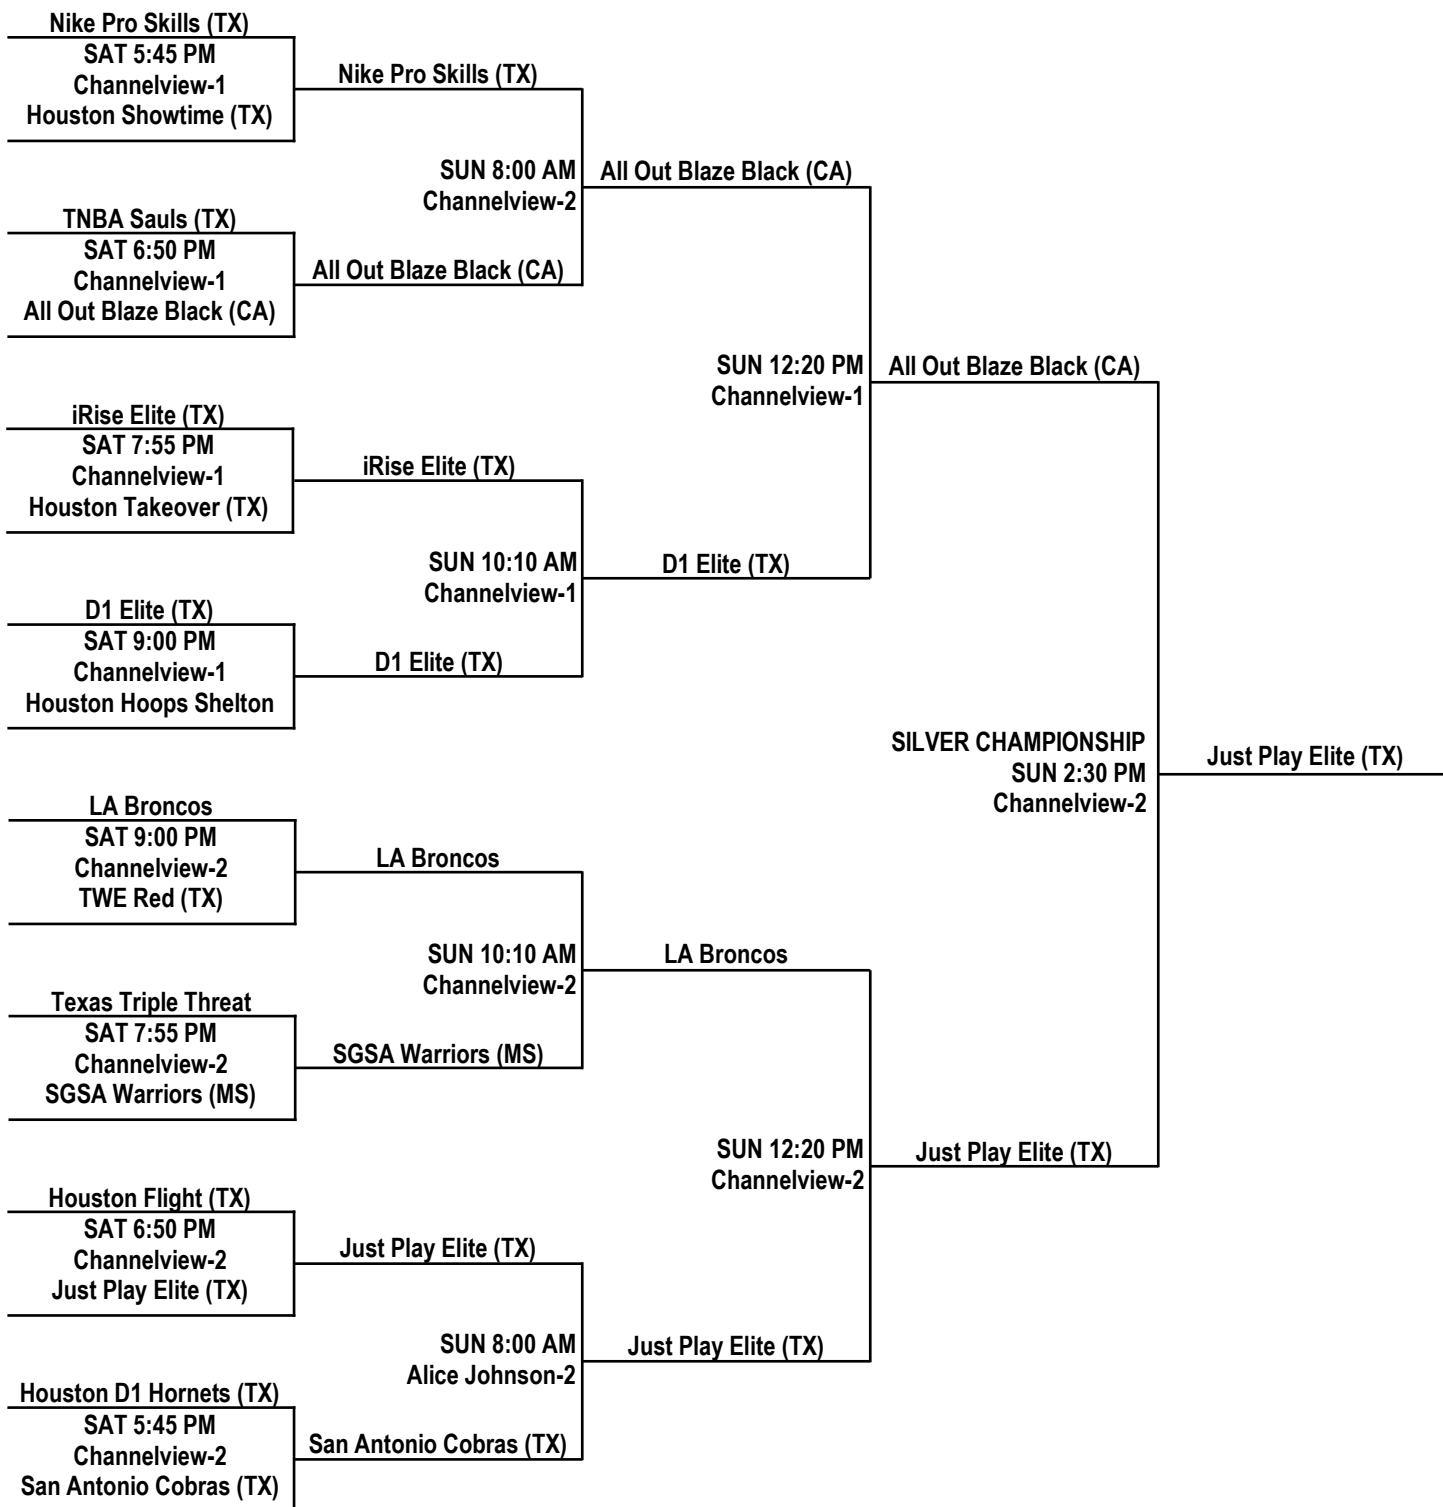 Nike Pro Skills (TX)
SAT 5:45 PM
Channelview-1
Houston Showtime (TX)
Nike Pro Skills (TX)
SUN 8:00 AM
Channelview-2
All Out Blaze Black (CA)
TNBA Sauls (TX)
SAT 6:50 PM
Channelview-1
All Out Blaze Black (CA)
All Out Blaze Black (CA)
SUN 12:20 PM
Channelview-1
All Out Blaze Black (CA)
iRise Elite (TX)
SAT 7:55 PM
Channelview-1
Houston Takeover (TX)
iRise Elite (TX)
SUN 10:10 AM
Channelview-1
D1 Elite (TX)
D1 Elite (TX)
SAT 9:00 PM
Channelview-1
Houston Hoops Shelton
D1 Elite (TX)
SILVER CHAMPIONSHIP
SUN 2:30 PM
Channelview-2
Just Play Elite (TX)
LA Broncos
SAT 9:00 PM
Channelview-2
TWE Red (TX)
LA Broncos
SUN 10:10 AM
Channelview-2
LA Broncos
Texas Triple Threat
SAT 7:55 PM
Channelview-2
SGSA Warriors (MS)
SGSA Warriors (MS)
SUN 12:20 PM
Channelview-2
Just Play Elite (TX)
Houston Flight (TX)
SAT 6:50 PM
Channelview-2
Just Play Elite (TX)
Just Play Elite (TX)
SUN 8:00 AM
Alice Johnson-2
Just Play Elite (TX)
Houston D1 Hornets (TX)
SAT 5:45 PM
Channelview-2
San Antonio Cobras (TX)
San Antonio Cobras (TX)